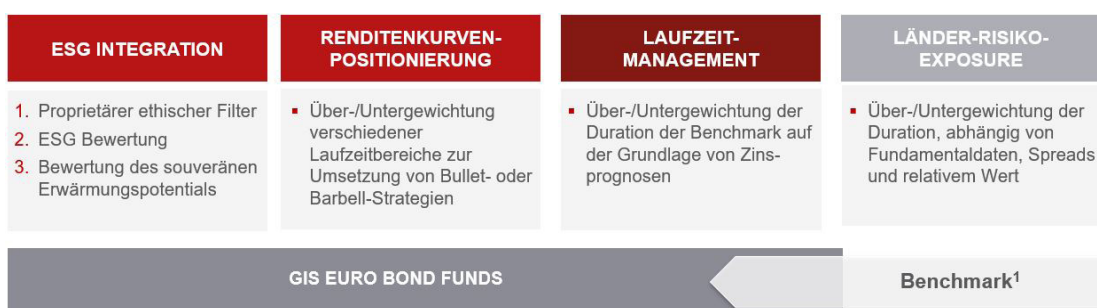 ESG INTEGRATION
1. Proprietärer ethischer Filter
2. ESG Bewertung
3. Bewertung des souveränen
Erwärmungspotentials
RENDITENKURVEN-
POSITIONIERUNG
▪ Über-/Untergewichtung
verschiedener
Laufzeitbereiche zur
Umsetzung von Bullet- oder
Barbell-Strategien
LAUFZEIT-
MANAGEMENT
▪ Über-/Untergewichtung der
Duration der Benchmark auf
der Grundlage von Zins-
prognosen
LÄNDER-RISIKO-
EXPOSURE
▪ Über-/Untergewichtung der
Duration, abhängig von
Fundamentaldaten, Spreads
und relativem Wert
GIS EURO BOND FUNDS
Benchmark¹